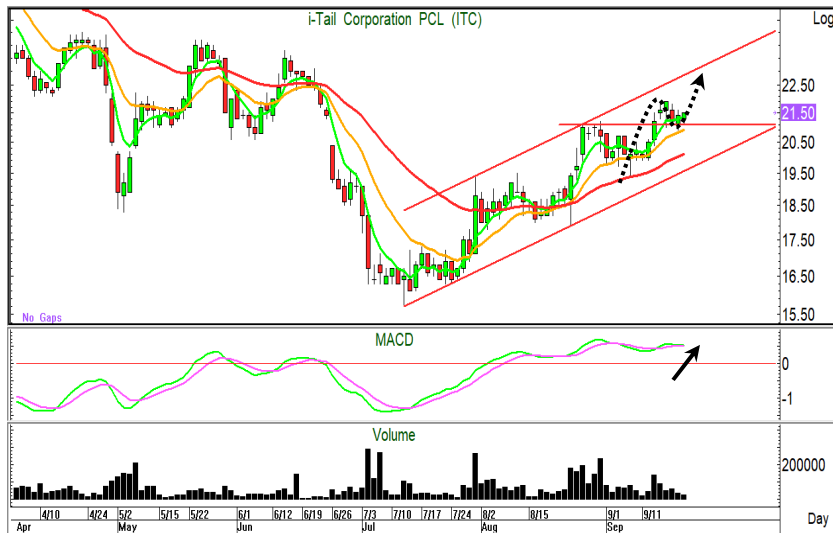 i-Tail Corporation PCL (ITC)
Log
22.50
21.50
20.50
19.50
18.50
17.50
16.50
15.50
No Gaps
MACD
0
-1
Volume
200000
4/10 4/24 5/2 5/15 5/22 6/1 6/12 6/19 6/26 7/3 7/10 7/17 7/24 8/2 8/15 9/1 9/11
Apr May Jun Jul Aug Sep
Day